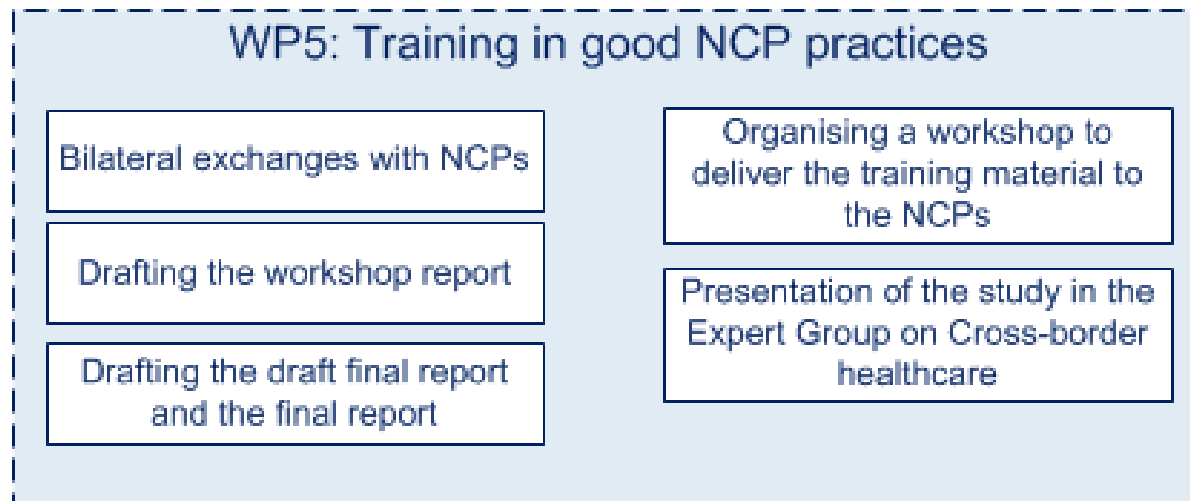 WP5: Training in good NCP practices
Bilateral exchanges with NCPs
Drafting the workshop report
Drafting the draft final report
and the final report
Organising a workshop to
deliver the training material to
the NCPs
Presentation of the study in the
Expert Group on Cross-border
healthcare